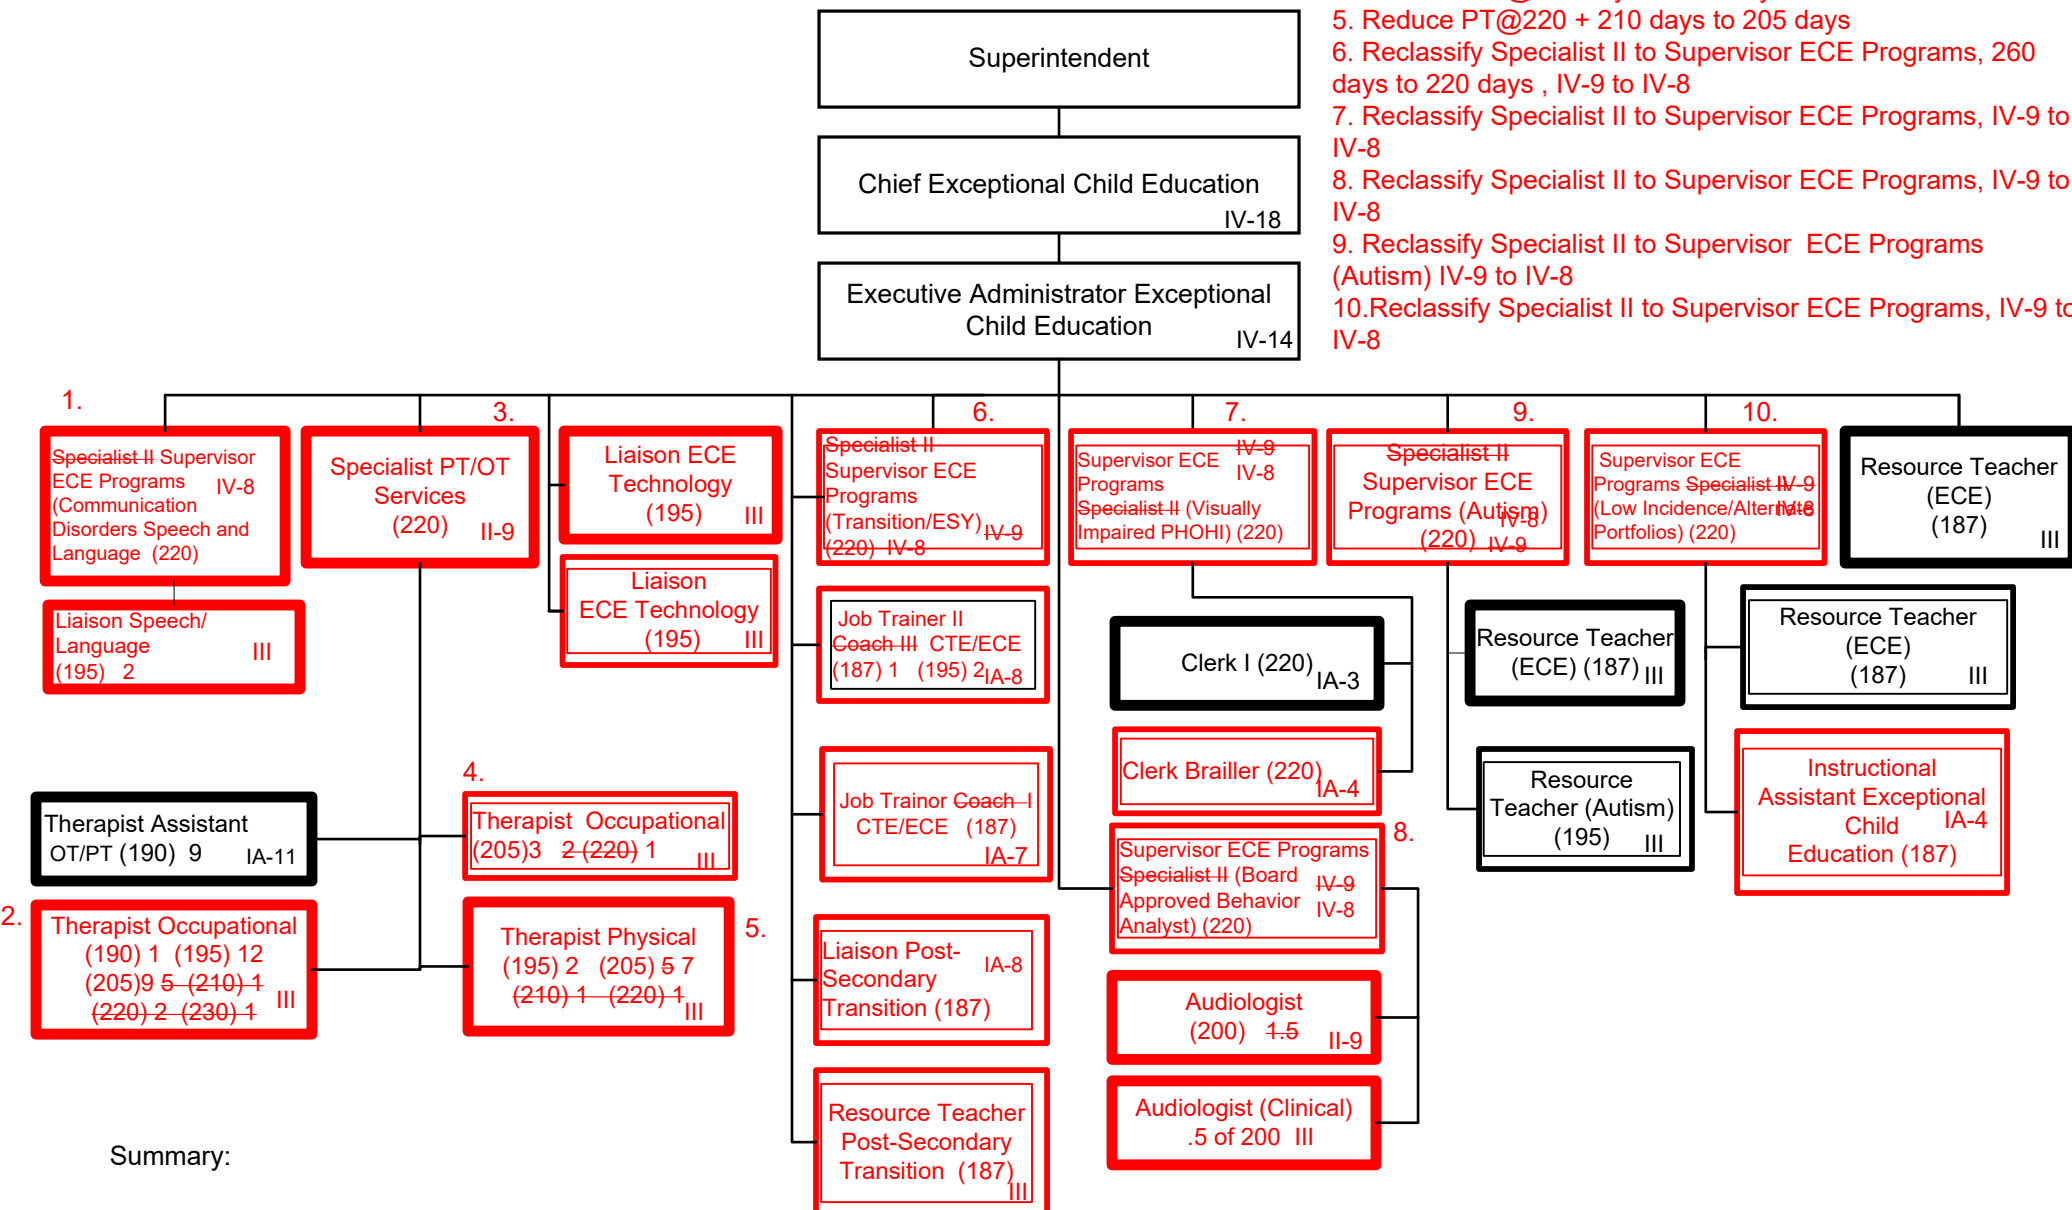 5. Reduce PT@220 + 210 days to 205 days
6. Reclassify Specialist II to Supervisor ECE Programs, 260
days to 220 days , IV-9 to IV-8
7. Reclassify Specialist II to Supervisor ECE Programs, IV-9 to
IV-8
8. Reclassify Specialist II to Supervisor ECE Programs, IV-9 to
IV-8
9. Reclassify Specialist II to Supervisor  ECE Programs
(Autism) IV-9 to IV-8
10.Reclassify Specialist II to Supervisor ECE Programs, IV-9 to
IV-8
Superintendent
Chief Exceptional Child Education
IV-18
Executive Administrator Exceptional
Child Education
IV-14
1.
Specialist II Supervisor
ECE Programs IV-8
(Communication
Disorders Speech and
Language (220)
Liaison Speech/
Language III
(195) 2
3.
Specialist PT/OT
Services
(220) II-9
Liaison ECE
Technology
(195) III
Liaison
ECE Technology
(195) III
6.
Specialist II
Supervisor ECE
Programs
(Transition/ESY) IV-9
(220) IV-8
Job Trainer II
Coach III CTE/ECE
(187) 1 (195) 2 IA-8
Job Trainor Coach I
CTE/ECE (187)
IA-7
Liaison Post-
Secondary IA-8
Transition (187)
Resource Teacher
Post-Secondary
Transition (187)
III
7.
Supervisor ECE IV-9
Programs IV-8
Specialist II (Visually
Impaired PHOHI) (220)
Clerk I (220) IA-3
Clerk Brailler (220)
IA-4
8.
Supervisor ECE Programs
Specialist II (Board IV-9
Approved Behavior IV-8
Analyst) (220)
Audiologist
(200) 1.5 II-9
Audiologist (Clinical)
.5 of 200 III
9.
Specialist II
Supervisor ECE
Programs (Autism) IV-8
(220) IV-9
Resource Teacher
(ECE) (187) III
Resource
Teacher (Autism)
(195) III
10.
Supervisor ECE
Programs Specialist II IV-9
(Low Incidence/Alternate IV-8
Portfolios) (220)
Resource Teacher
(ECE)
(187) III
Instructional
Assistant Exceptional
Child IA-4
Education (187)
Resource Teacher
(ECE)
(187)
III
Therapist Assistant
OT/PT (190) 9 IA-11
2.
Therapist Occupational
(190) 1 (195) 12
(205)9 5 (210) 1
(220) 2 (230) 1 III
4.
Therapist Occupational
(205)3 2 (220) 1 III
5.
Therapist Physical
(195) 2 (205) 5 7
(210) 1 (220) 1 III
Summary: